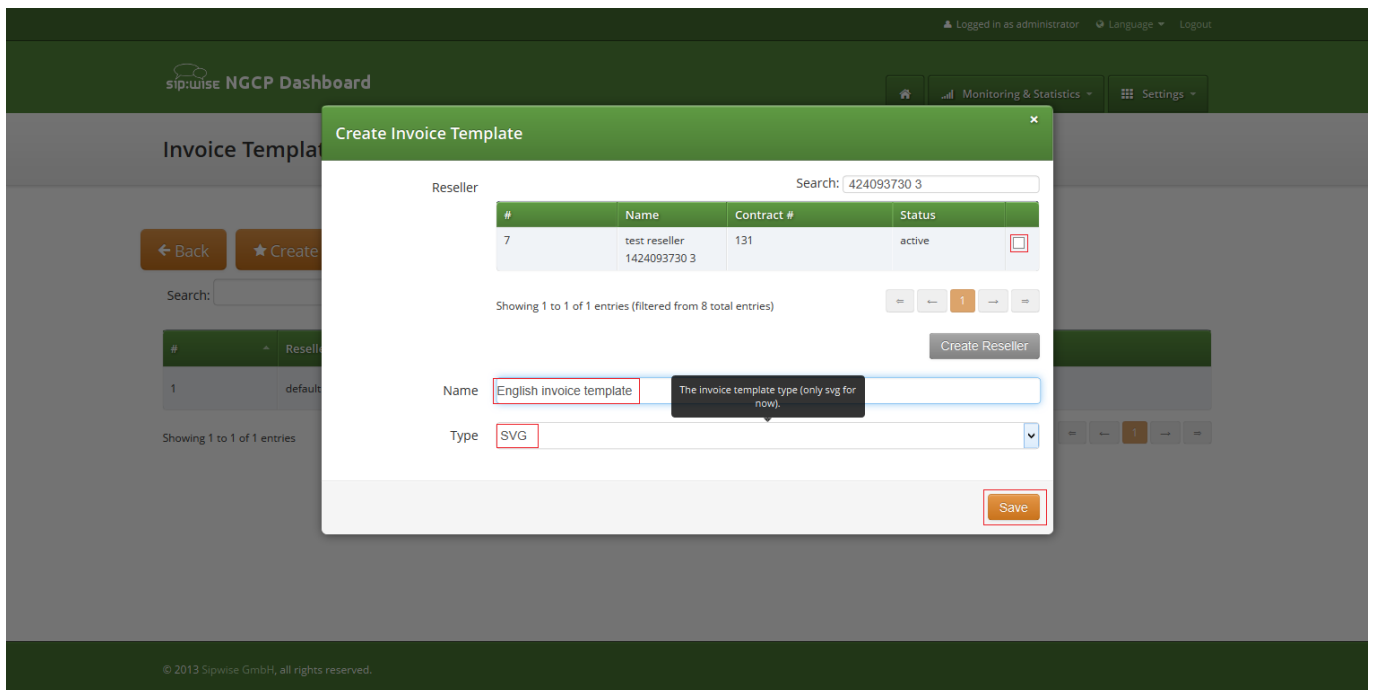 Logged in as administrator Language Logout
sip:wise NGCP Dashboard
Monitoring & Statistics Settings
Create Invoice Template ×
Invoice Templat
Reseller Search: 424093730 3
# Name Contract # Status
7 test reseller 131 active
1424093730 3
← Back Create
Search:
Showing 1 to 1 of 1 entries (filtered from 8 total entries) ⇐ ← 1 → ⇒
Create Reseller
# Reselle
1 default
Name English invoice template
The invoice template type (only svg for
now).
Type SVG
Showing 1 to 1 of 1 entries ⇐ ← 1 → ⇒
Save
© 2013 Sipwise GmbH, all rights reserved.